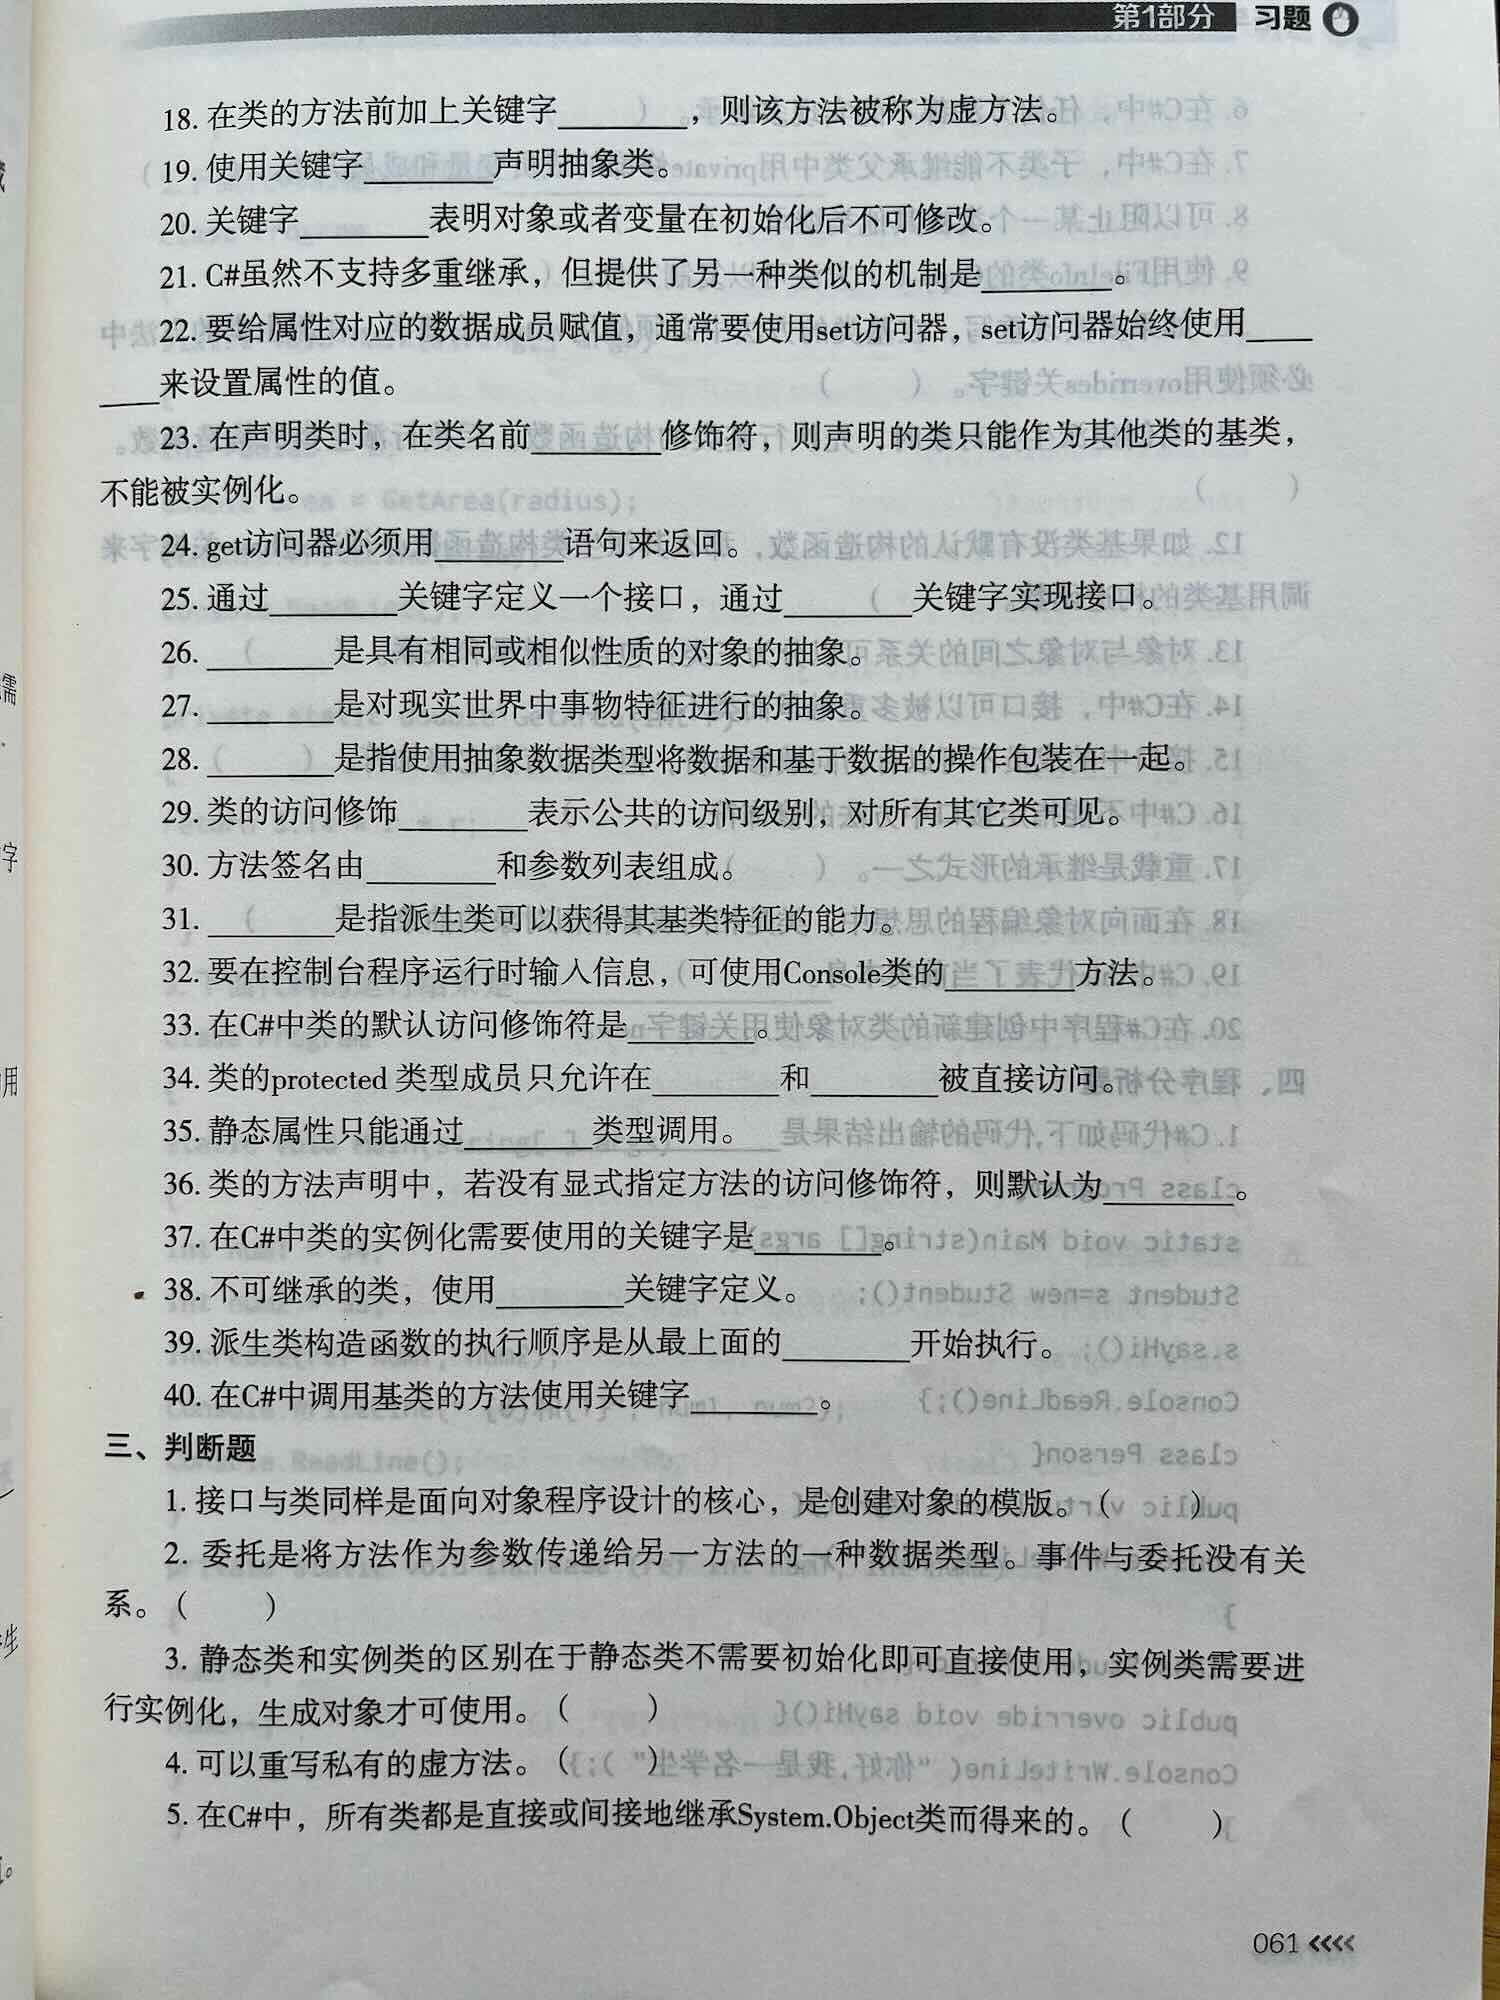 第1部分 习题
18. 在类的方法前加上关键字________，则该方法被称为虚方法。
19. 使用关键字________声明抽象类。
20. 关键字________表明对象或者变量在初始化后不可修改。
21. C#虽然不支持多重继承，但提供了另一种类似的机制是________。
22. 要给属性对应的数据成员赋值，通常要使用set访问器，set访问器始终使用____
____来设置属性的值。
23. 在声明类时，在类名前________修饰符，则声明的类只能作为其他类的基类，
不能被实例化。
24. get访问器必须用________语句来返回。
25. 通过________关键字定义一个接口，通过________关键字实现接口。
26. ________是具有相同或相似性质的对象的抽象。
27. ________是对现实世界中事物特征进行的抽象。
28. ________是指使用抽象数据类型将数据和基于数据的操作包装在一起。
29. 类的访问修饰________表示公共的访问级别，对所有其它类可见。
30. 方法签名由________和参数列表组成。
31. ________是指派生类可以获得其基类特征的能力。
32. 要在控制台程序运行时输入信息，可使用Console类的________方法。
33. 在C#中类的默认访问修饰符是________。
34. 类的protected 类型成员只允许在________和________被直接访问。
35. 静态属性只能通过________类型调用。
36. 类的方法声明中，若没有显式指定方法的访问修饰符，则默认为________。
37. 在C#中类的实例化需要使用的关键字是________。
38. 不可继承的类，使用________关键字定义。
39. 派生类构造函数的执行顺序是从最上面的________开始执行。
40. 在C#中调用基类的方法使用关键字________。
三、判断题
1. 接口与类同样是面向对象程序设计的核心，是创建对象的模版。（　　）
2. 委托是将方法作为参数传递给另一方法的一种数据类型。事件与委托没有关
系。（　　）
3. 静态类和实例类的区别在于静态类不需要初始化即可直接使用，实例类需要进
行实例化，生成对象才可使用。（　　）
4. 可以重写私有的虚方法。（　　）
5. 在C#中，所有类都是直接或间接地继承System.Object类而得来的。（　　）
061